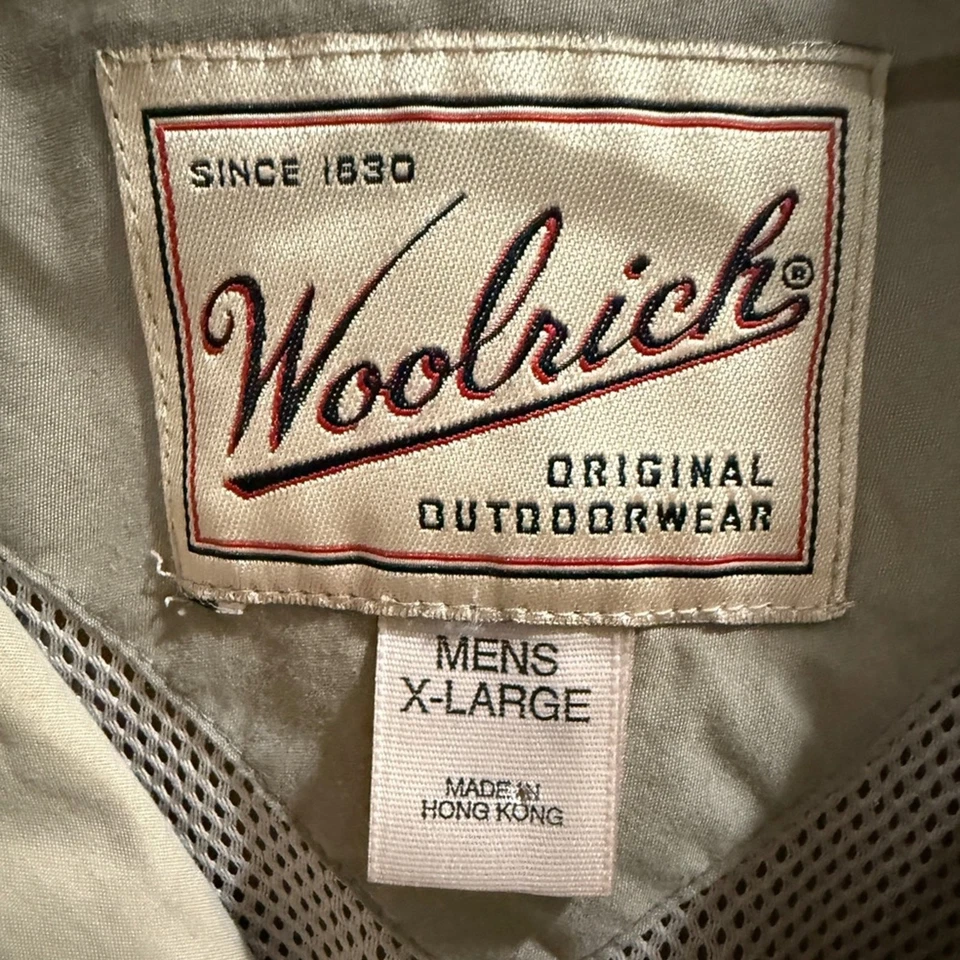 SINCE 1830
Woolrich®
ORIGINAL
OUTDOORWEAR
MENS
X-LARGE
MADE IN
HONG KONG